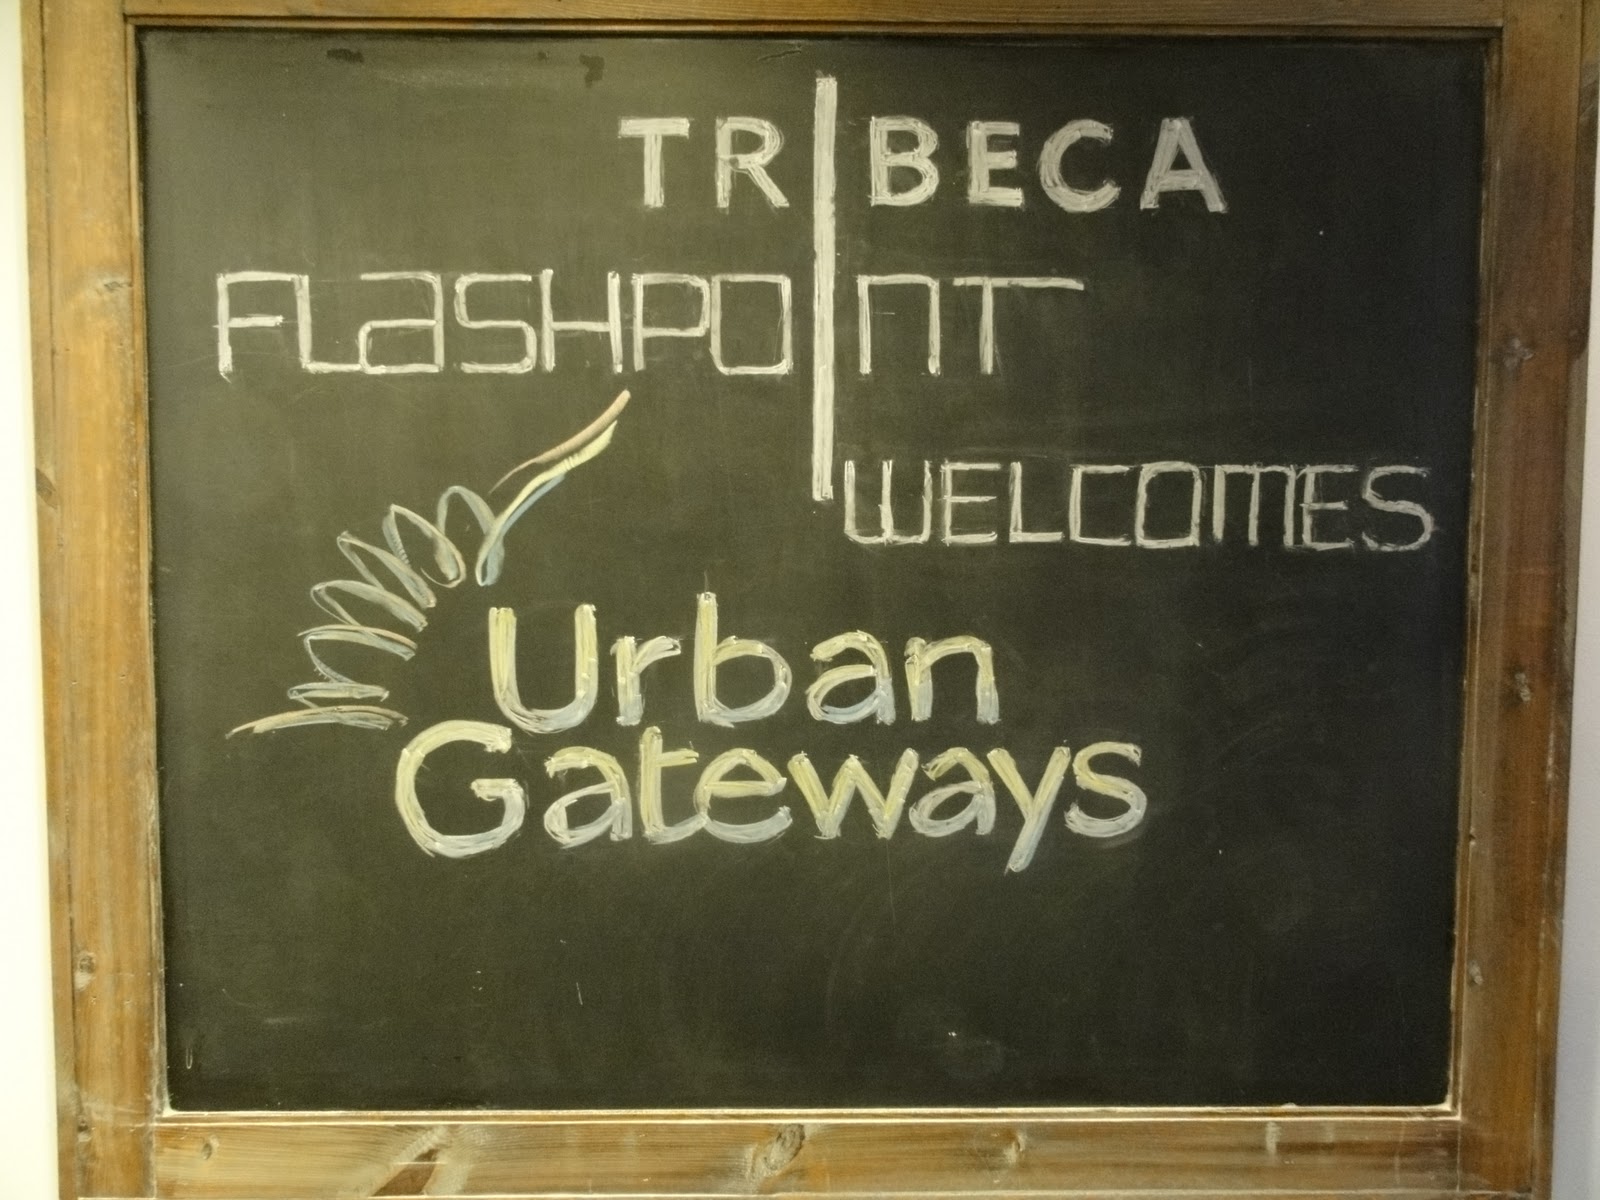 TRIBECA
FLaSHPOINT
WELCOMES
Urban
Gateways